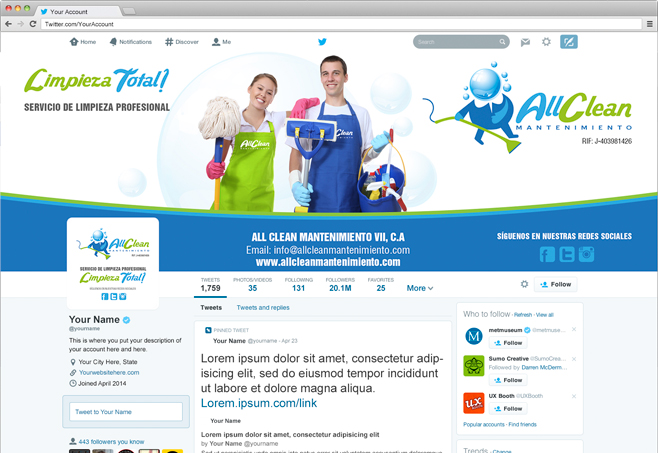 Your Account
Twitter.com/YourAccount
Home
Notifications
Discover
Me
Search
Limpieza Total!
SERVICIO DE LIMPIEZA PROFESIONAL
AllClean
AllClean
AllClean
MANTENIMIENTO
RIF: J-403981426
ALL CLEAN MANTENIMIENTO VII, C.A
Email: info@allcleanmantenimiento.com
www.allcleanmantenimiento.com
SÍGUENOS EN NUESTRAS REDES SOCIALES
AllClean
MANTENIMIENTO
SERVICIO DE LIMPIEZA PROFESIONAL
Limpieza Total!
TWEETS
1,759
PHOTOS/VIDEOS
35
FOLLOWING
131
FOLLOWERS
20.1M
FAVORITES
25
More
Follow
Your Name
@yourname
This is where you put your description of
your account here and here.
Your City Here, State
Yourwebsitehere.com
Joined April 2014
Tweet to Your Name
443 followers you know
Tweets
Tweets and replies
PINNED TWEET
Your Name @yourname - Apr 23
Lorem ipsum dolor sit amet, consectetur adip-
isicing elit, sed do eiusmod tempor incididunt
ut labore et dolore magna aliqua.
Lorem.ipsum.com/link
Your Name
Lorem ipsum dolor sit amet, consectetur adipisicing elit
by Your Name @yourname
Who to follow · Refresh · View all
metmuseum @metmuse...
Follow
Sumo Creative @SumoCrea...
Followed by Darren McDerm...
Follow
UX Booth @UXBooth
Follow
Popular accounts · Find friends
Trends · Change